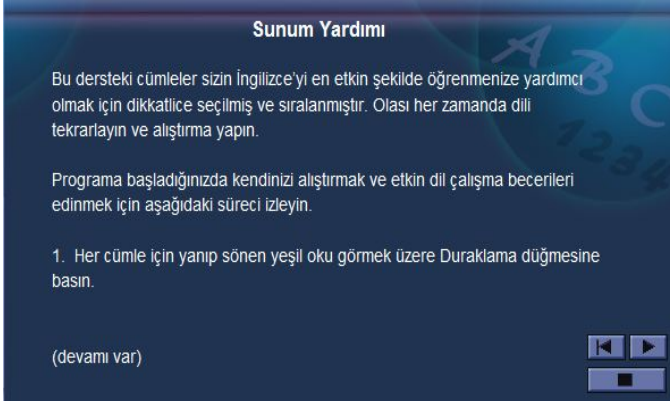 Sunum Yardımı
Bu dersteki cümleler sizin İngilizce'yi en etkin şekilde öğrenmenize yardımcı
olmak için dikkatlice seçilmiş ve sıralanmıştır. Olası her zamanda dili
tekrarlayın ve alıştırma yapın.
Programa başladığınızda kendinizi alıştırmak ve etkin dil çalışma becerileri
edinmek için aşağıdaki süreci izleyin.
1. Her cümle için yanıp sönen yeşil oku görmek üzere Duraklama düğmesine
basın.
(devamı var)
A B C
1234